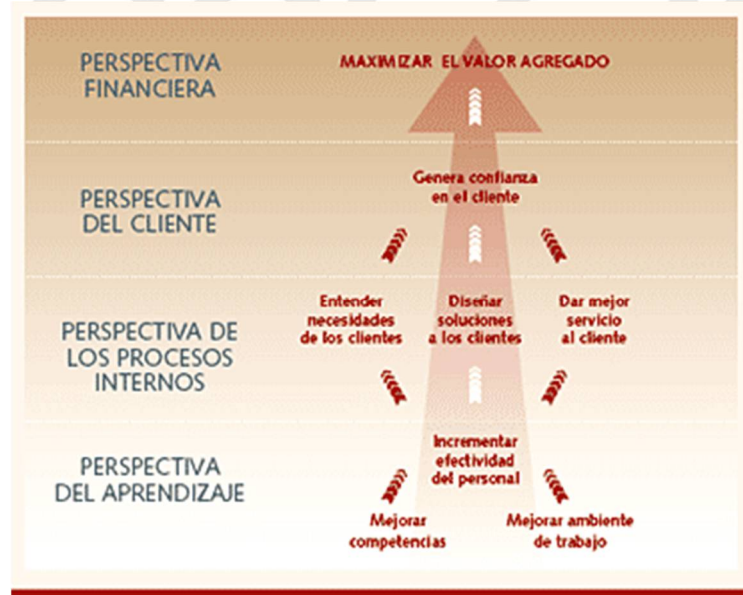 PERSPECTIVA
FINANCIERA
MAXIMIZAR EL VALOR AGREGADO
PERSPECTIVA
DEL CLIENTE
Genera confianza
en el cliente
PERSPECTIVA DE
LOS PROCESOS
INTERNOS
Entender
necesidades
de los clientes
Diseñar
soluciones
a los clientes
Dar mejor
servicio
al cliente
PERSPECTIVA
DEL APRENDIZAJE
Incrementar
efectividad
del personal
Mejorar
competencias
Mejorar ambiente
de trabajo